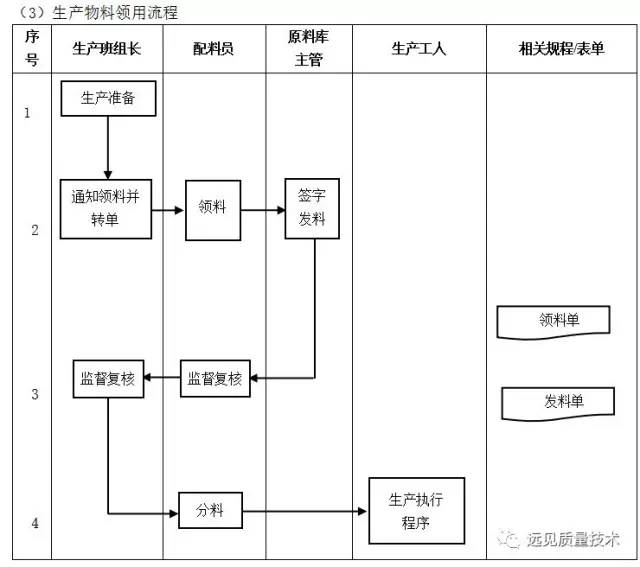 （3）生产物料领用流程
序
号
生产班组长
配料员
原料库
主管
生产工人
相关规程/表单
1
生产准备
2
通知领料并
转单
领料
签字
发料
领料单
3
监督复核
监督复核
发料单
4
分料
生产执行
程序
远见质量技术